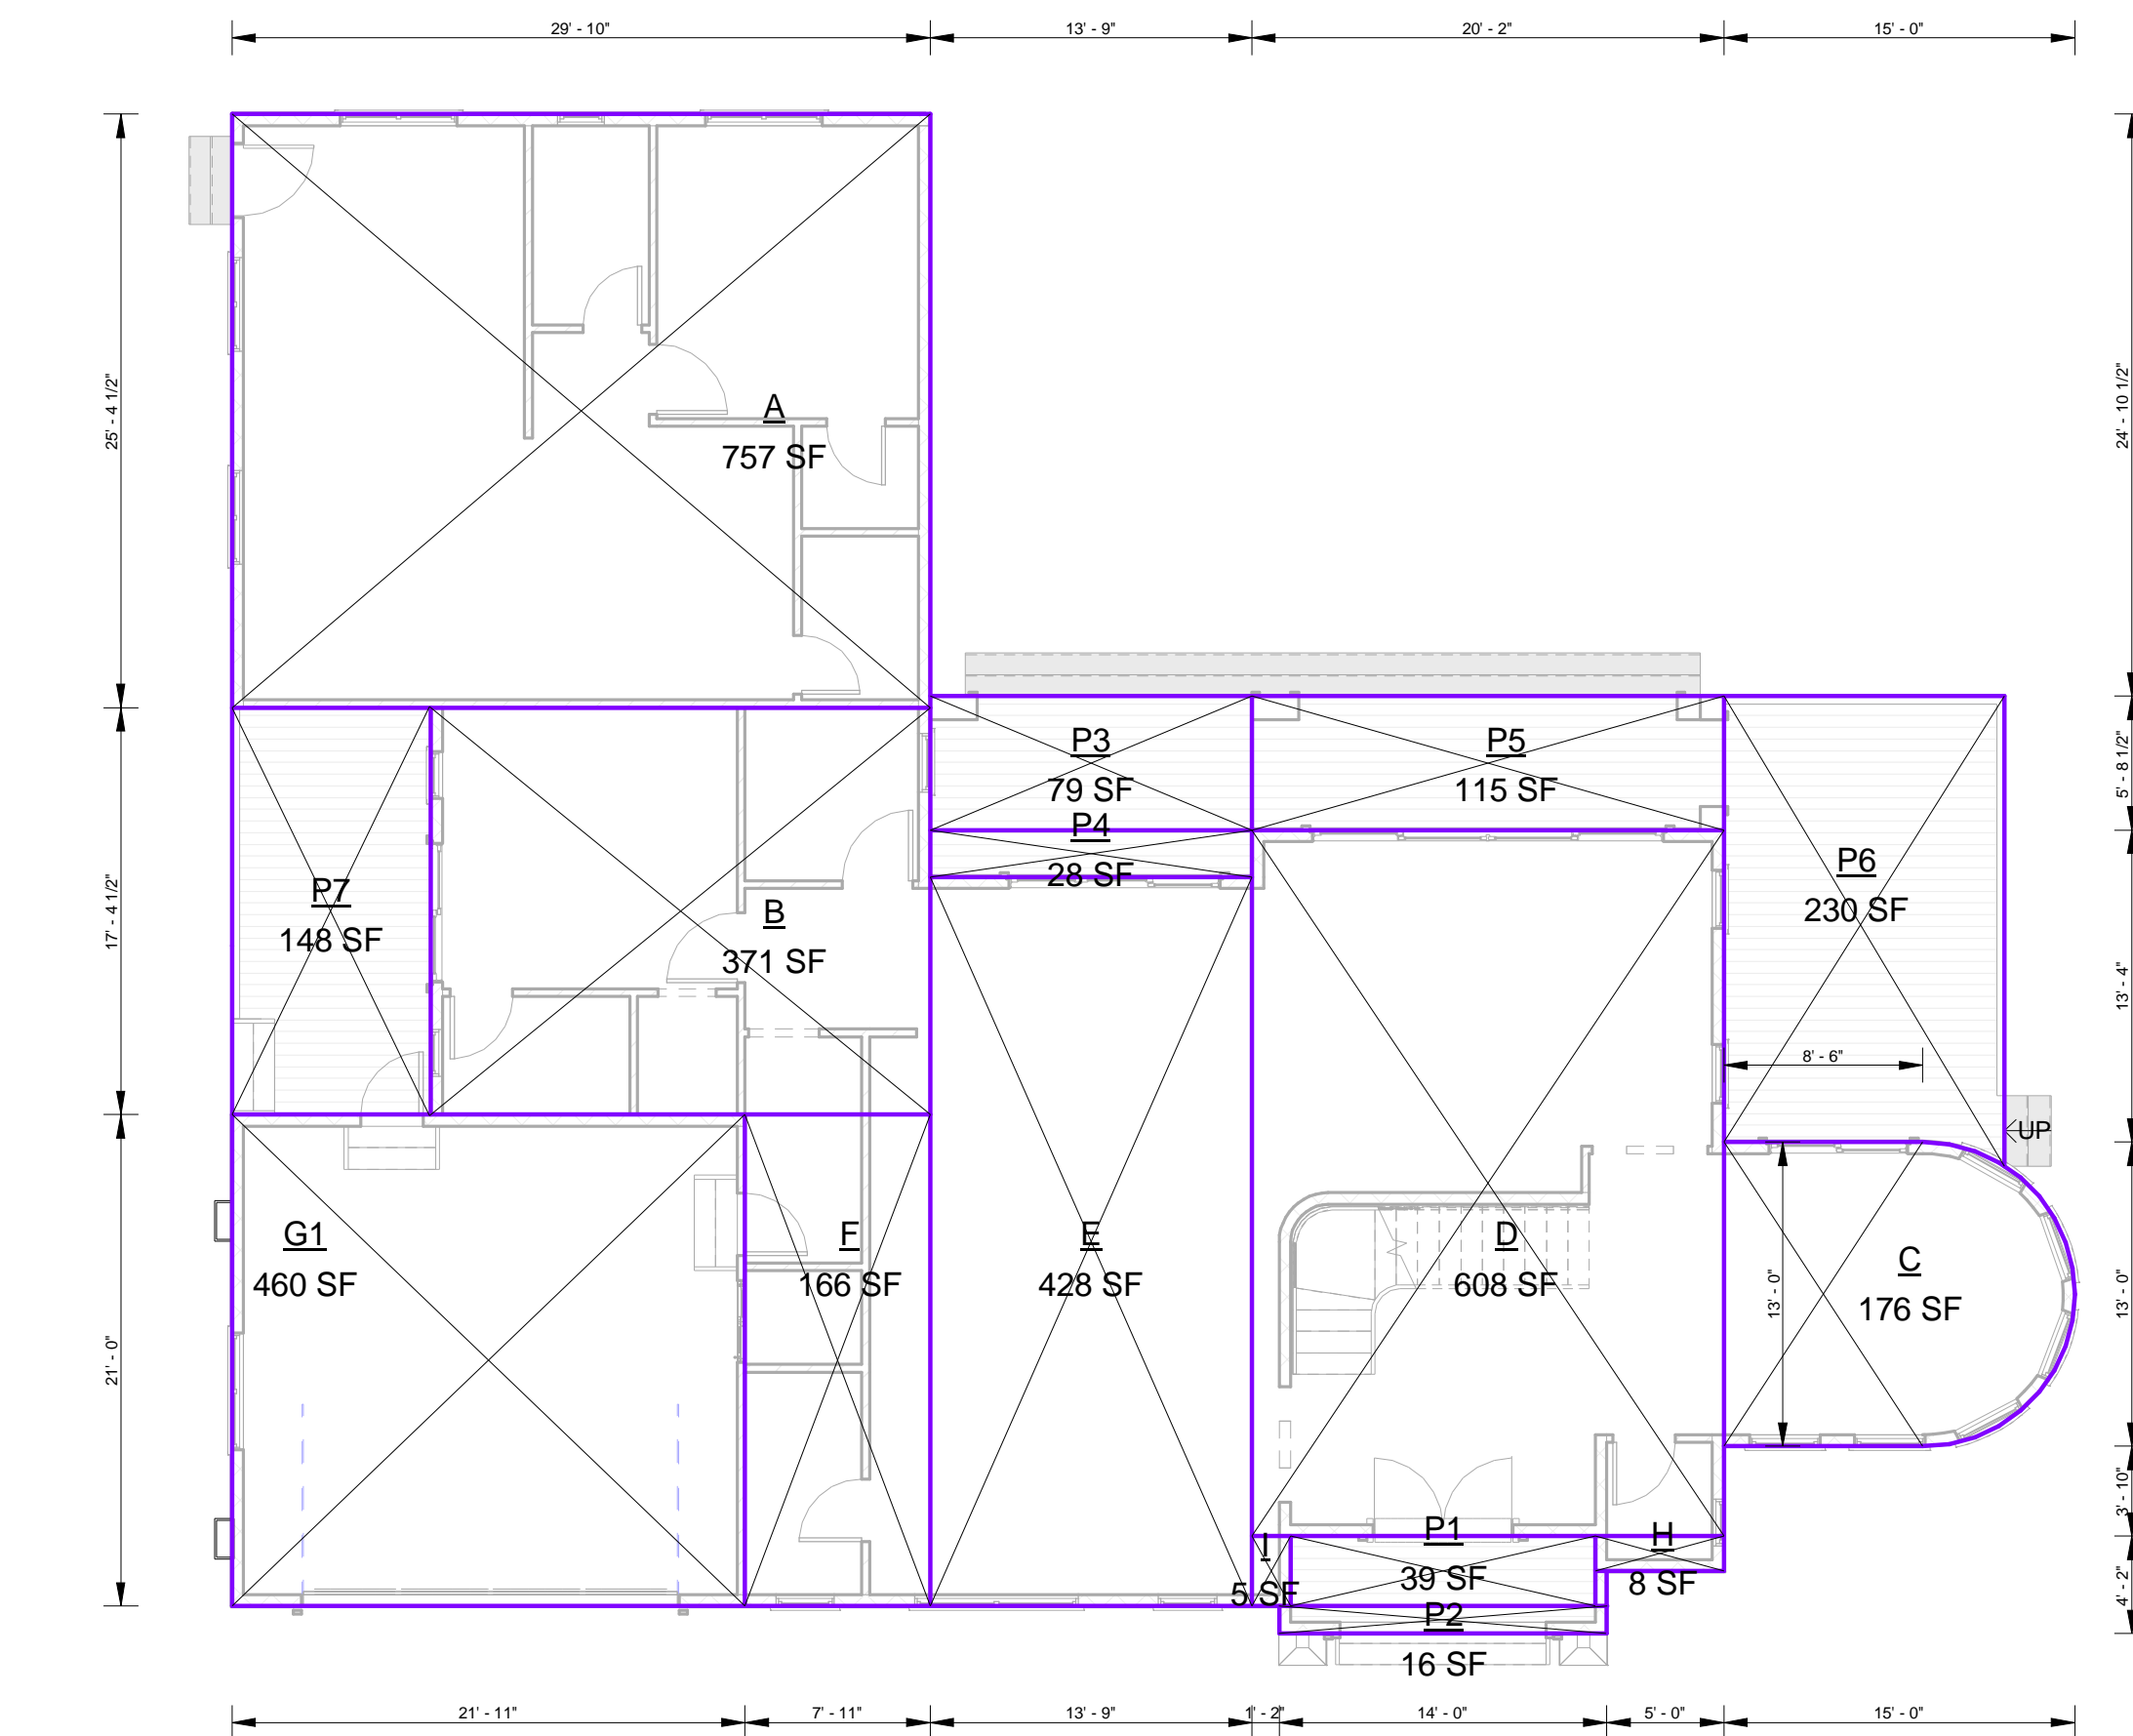 29' - 10"
13' - 9"
20' - 2"
15' - 0"
25' - 4 1/2"
24' - 10 1/2"
A
757 SF
P3
79 SF
P5
115 SF
5' - 8 1/2"
P4
28 SF
P6
230 SF
P7
148 SF
B
371 SF
17' - 4 1/2"
13' - 4"
8' - 6"
UP
G1
460 SF
F
166 SF
E
428 SF
D
608 SF
C
176 SF
13' - 0"
13' - 0"
21' - 0"
3' - 10"
I
5 SF
P1
39 SF
H
8 SF
4' - 2"
P2
16 SF
21' - 11"
7' - 11"
13' - 9"
1' - 2"
14' - 0"
5' - 0"
15' - 0"